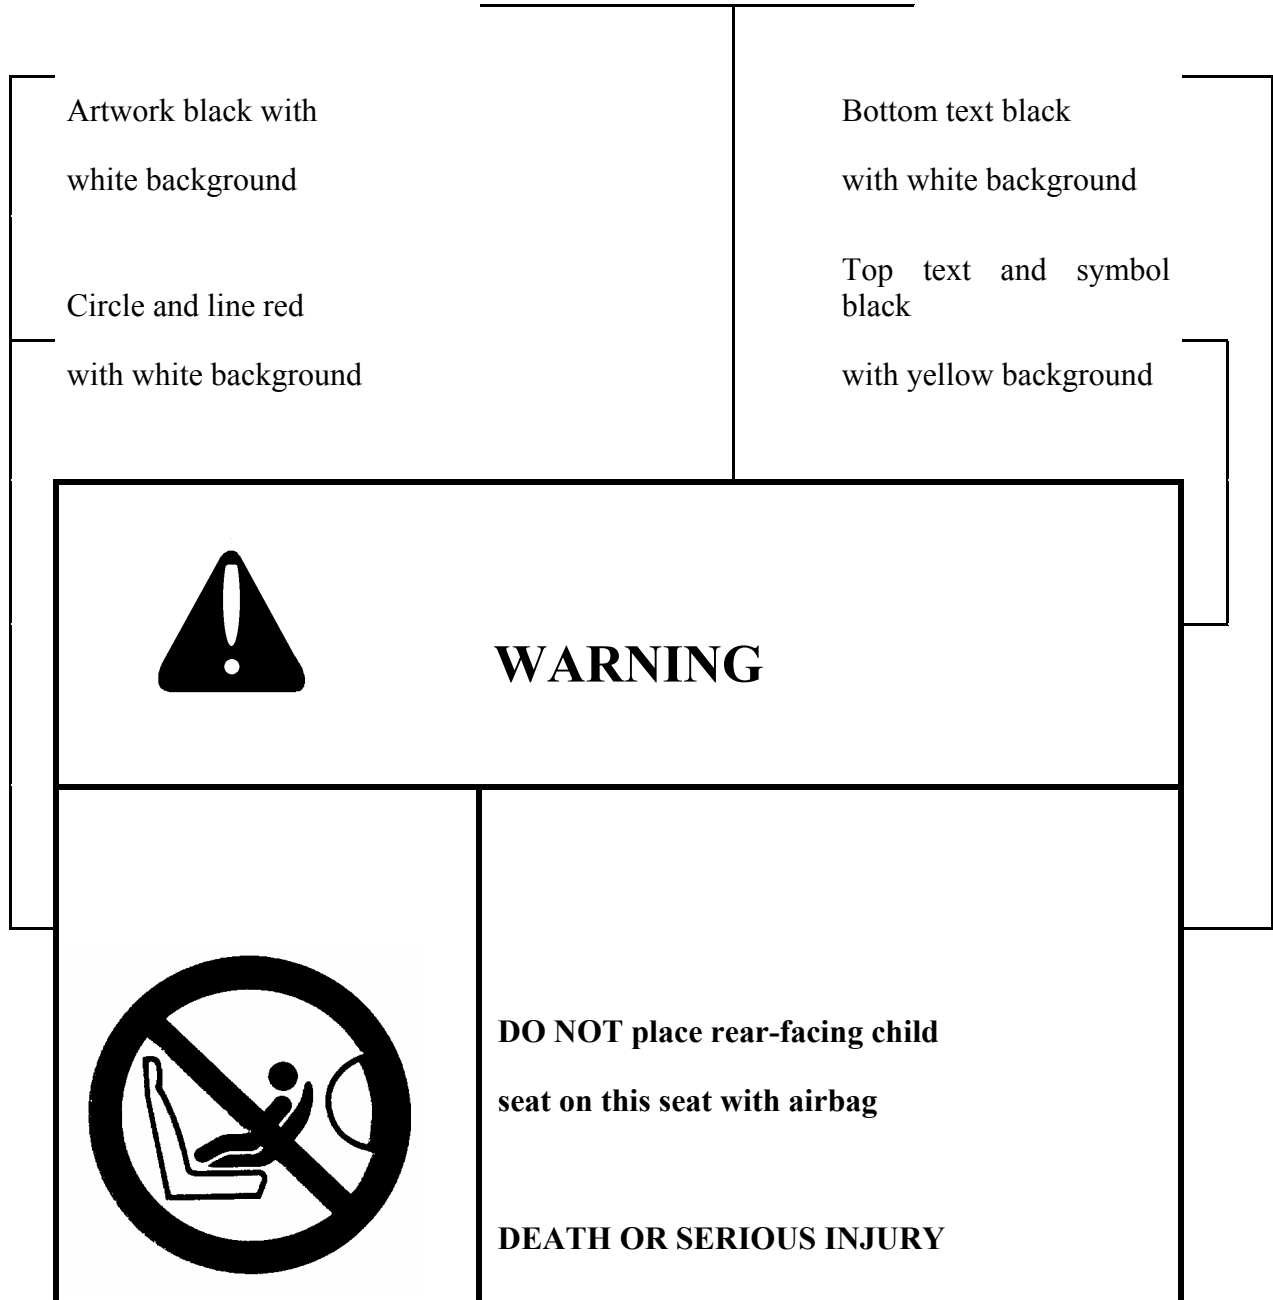 Artwork black with
white background
Circle and line red
with white background
Bottom text black
with white background
Top text and symbol
black
with yellow background
WARNING
DO NOT place rear-facing child
seat on this seat with airbag
DEATH OR SERIOUS INJURY